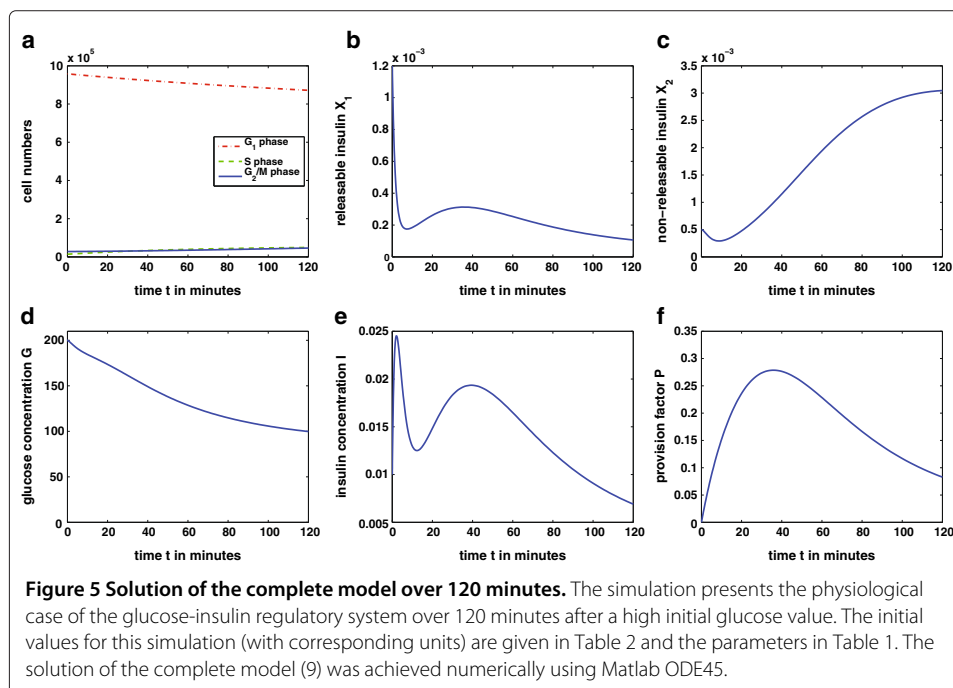 a
b
c
x 10^5
x 10^-3
x 10^-3
10
8
6
4
2
0
cell numbers
G_1 phase
S phase
G_2/M phase
0 20 40 60 80 100 120
time t in minutes
1.2
1
0.8
0.6
0.4
0.2
0
releasable insulin X_1
0 20 40 60 80 100 120
time t in minutes
3.5
3
2.5
2
1.5
1
0.5
0
non−releasable insulin X_2
0 20 40 60 80 100 120
time t in minutes
d
e
f
200
150
100
50
0
glucose concentration G
0 20 40 60 80 100 120
time t in minutes
0.025
0.02
0.015
0.01
0.005
insulin concentration I
0 20 40 60 80 100 120
time t in minutes
0.35
0.3
0.25
0.2
0.15
0.1
0.05
0
provision factor P
0 20 40 60 80 100 120
time t in minutes
Figure 5 Solution of the complete model over 120 minutes. The simulation presents the physiological
case of the glucose-insulin regulatory system over 120 minutes after a high initial glucose value. The initial
values for this simulation (with corresponding units) are given in Table 2 and the parameters in Table 1. The
solution of the complete model (9) was achieved numerically using Matlab ODE45.